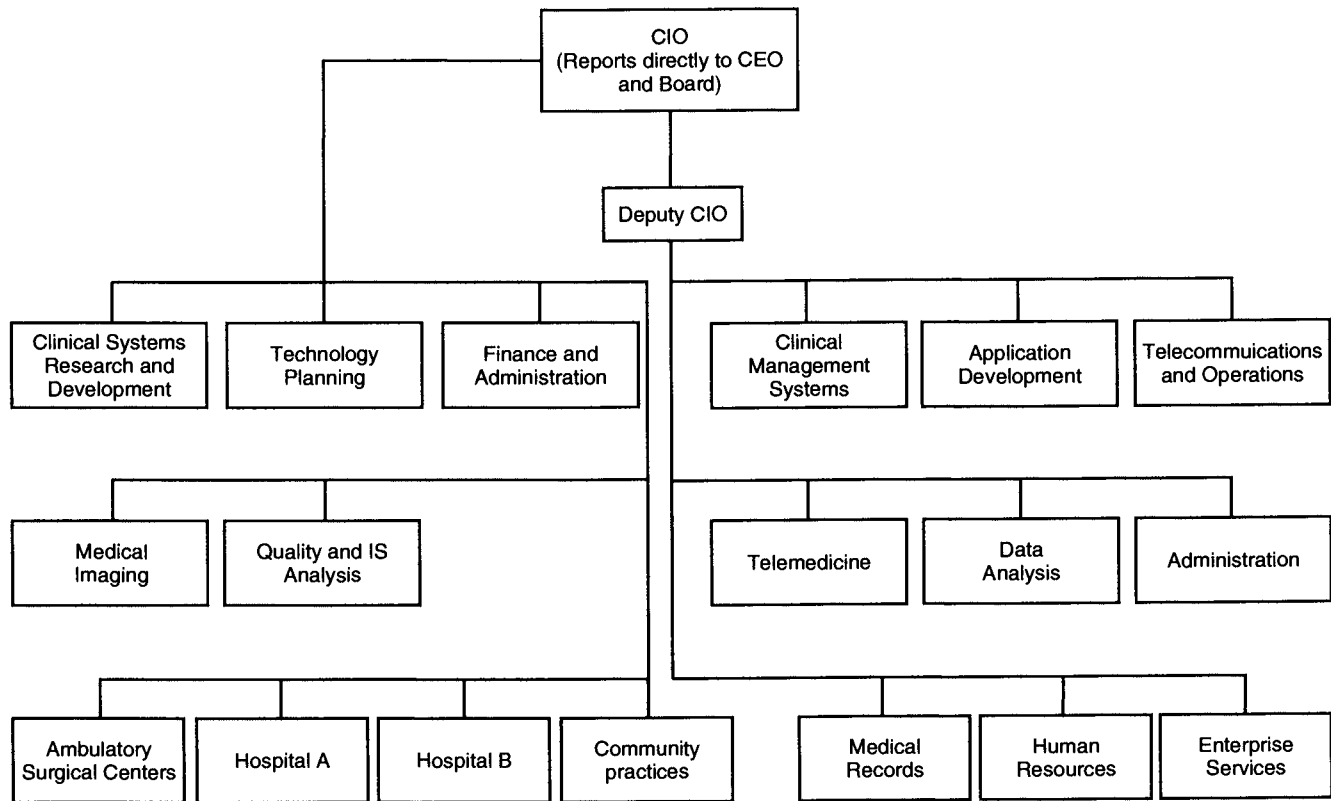 CIO
(Reports directly to CEO
and Board)
Deputy CIO
Clinical Systems
Research and
Development
Technology
Planning
Finance and
Administration
Clinical
Management
Systems
Application
Development
Telecommuications
and Operations
Medical
Imaging
Quality and IS
Analysis
Telemedicine
Data
Analysis
Administration
Ambulatory
Surgical Centers
Hospital A
Hospital B
Community
practices
Medical
Records
Human
Resources
Enterprise
Services